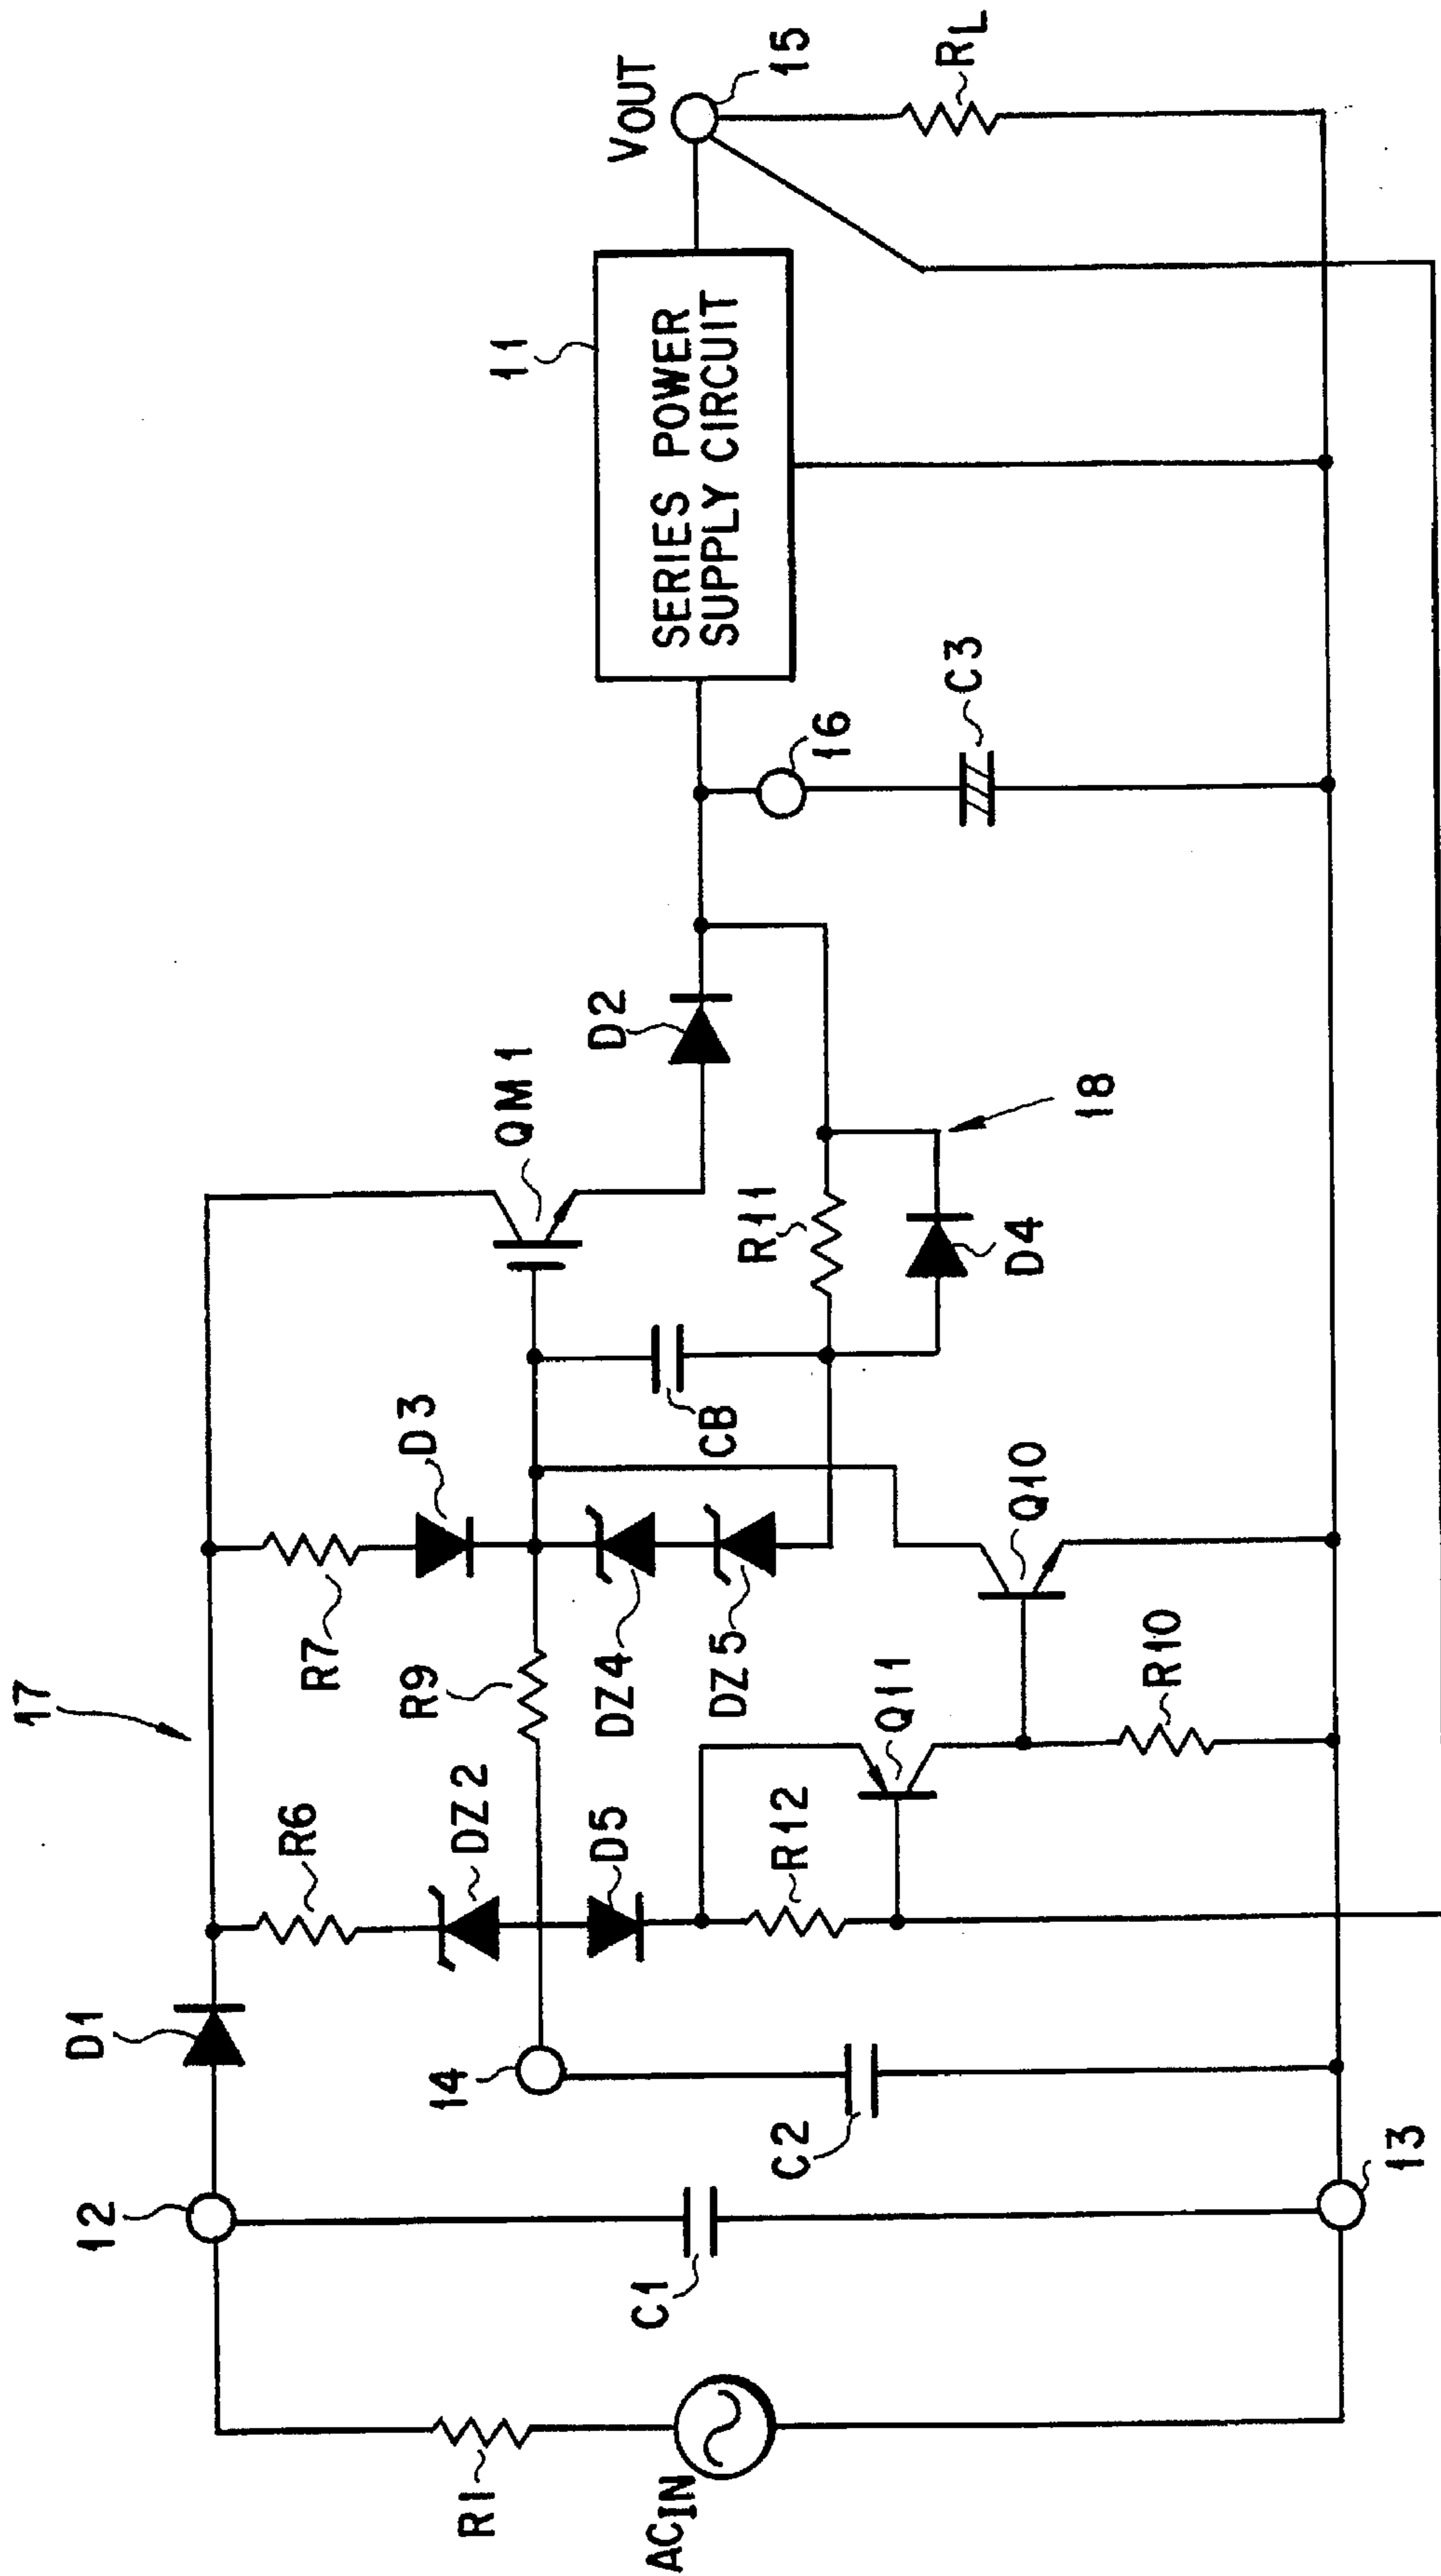 17
D1
R6
R7
D3
QM1
12
14
DZ2
R9
DZ4
DZ5
CB
D2
11
SERIES POWER
SUPPLY CIRCUIT
VOUT
15
R1
ACIN
C1
C2
D5
R12
Q11
Q10
R10
R11
D4
18
16
C3
RL
13